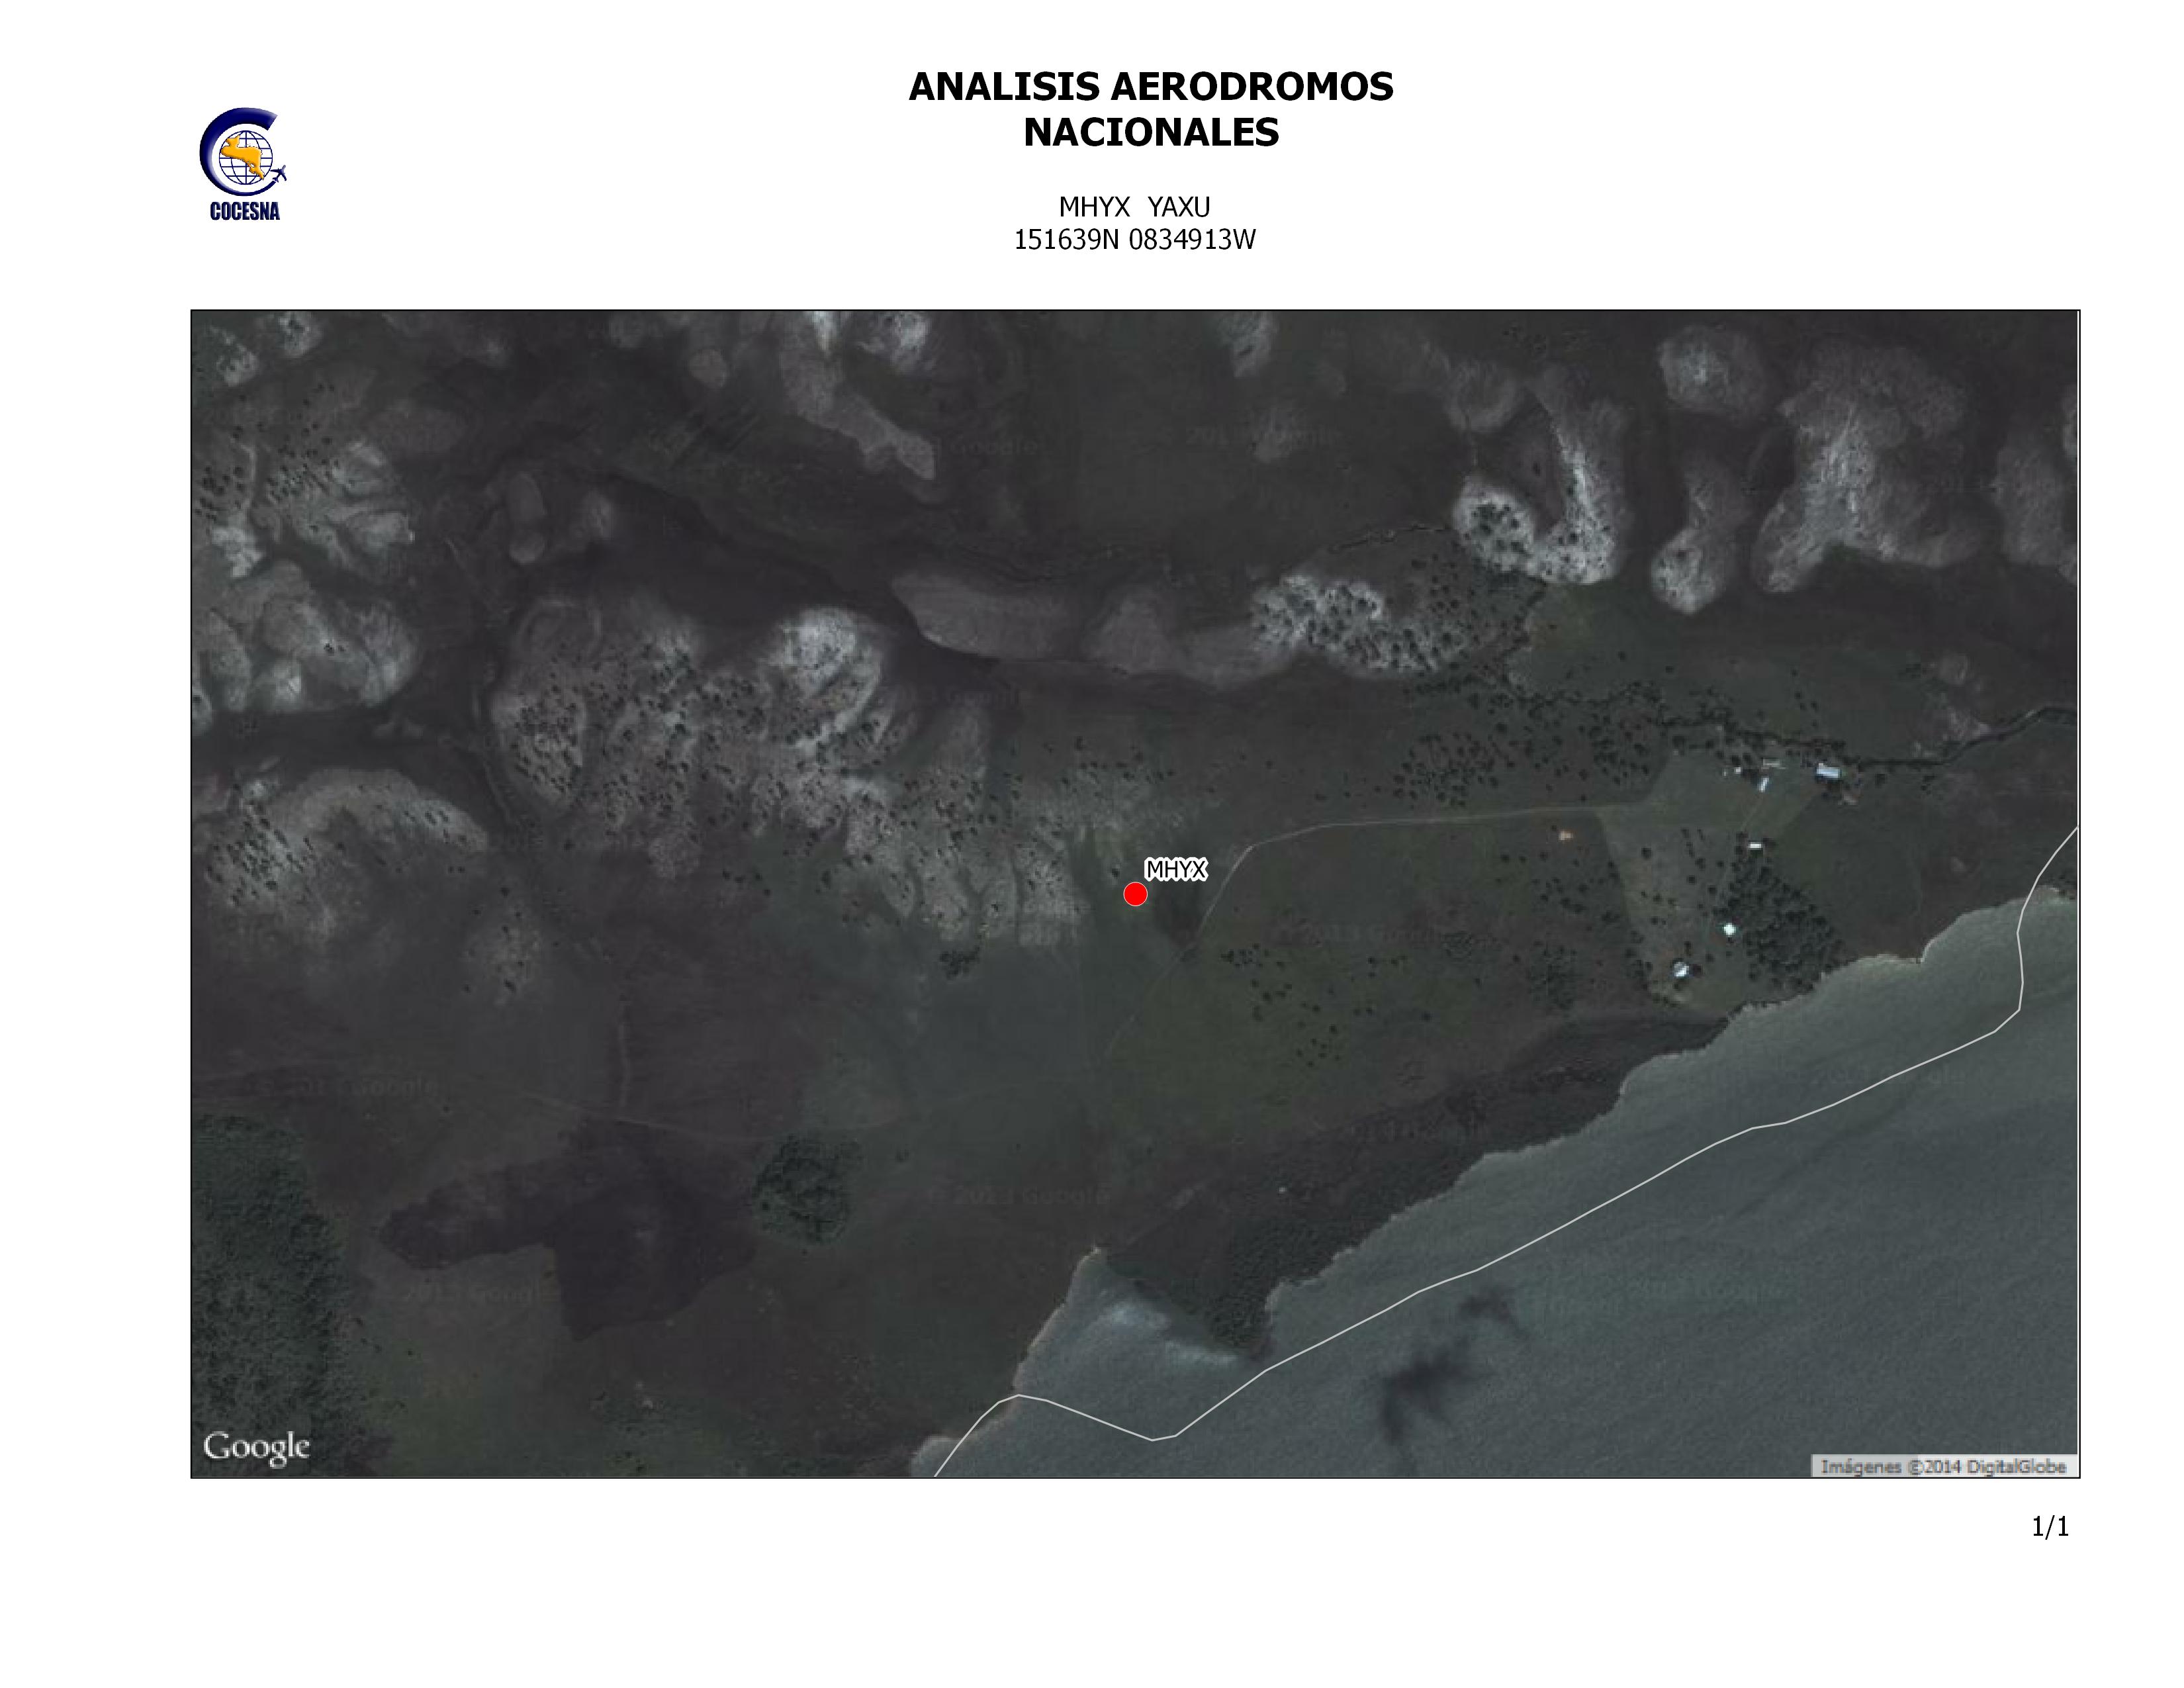 ANALISIS AERODROMOS
NACIONALES
COCESNA
MHYX YAXU
151639N 0834913W
MHYX
Google
Imágenes ©2014 DigitalGlobe
1/1